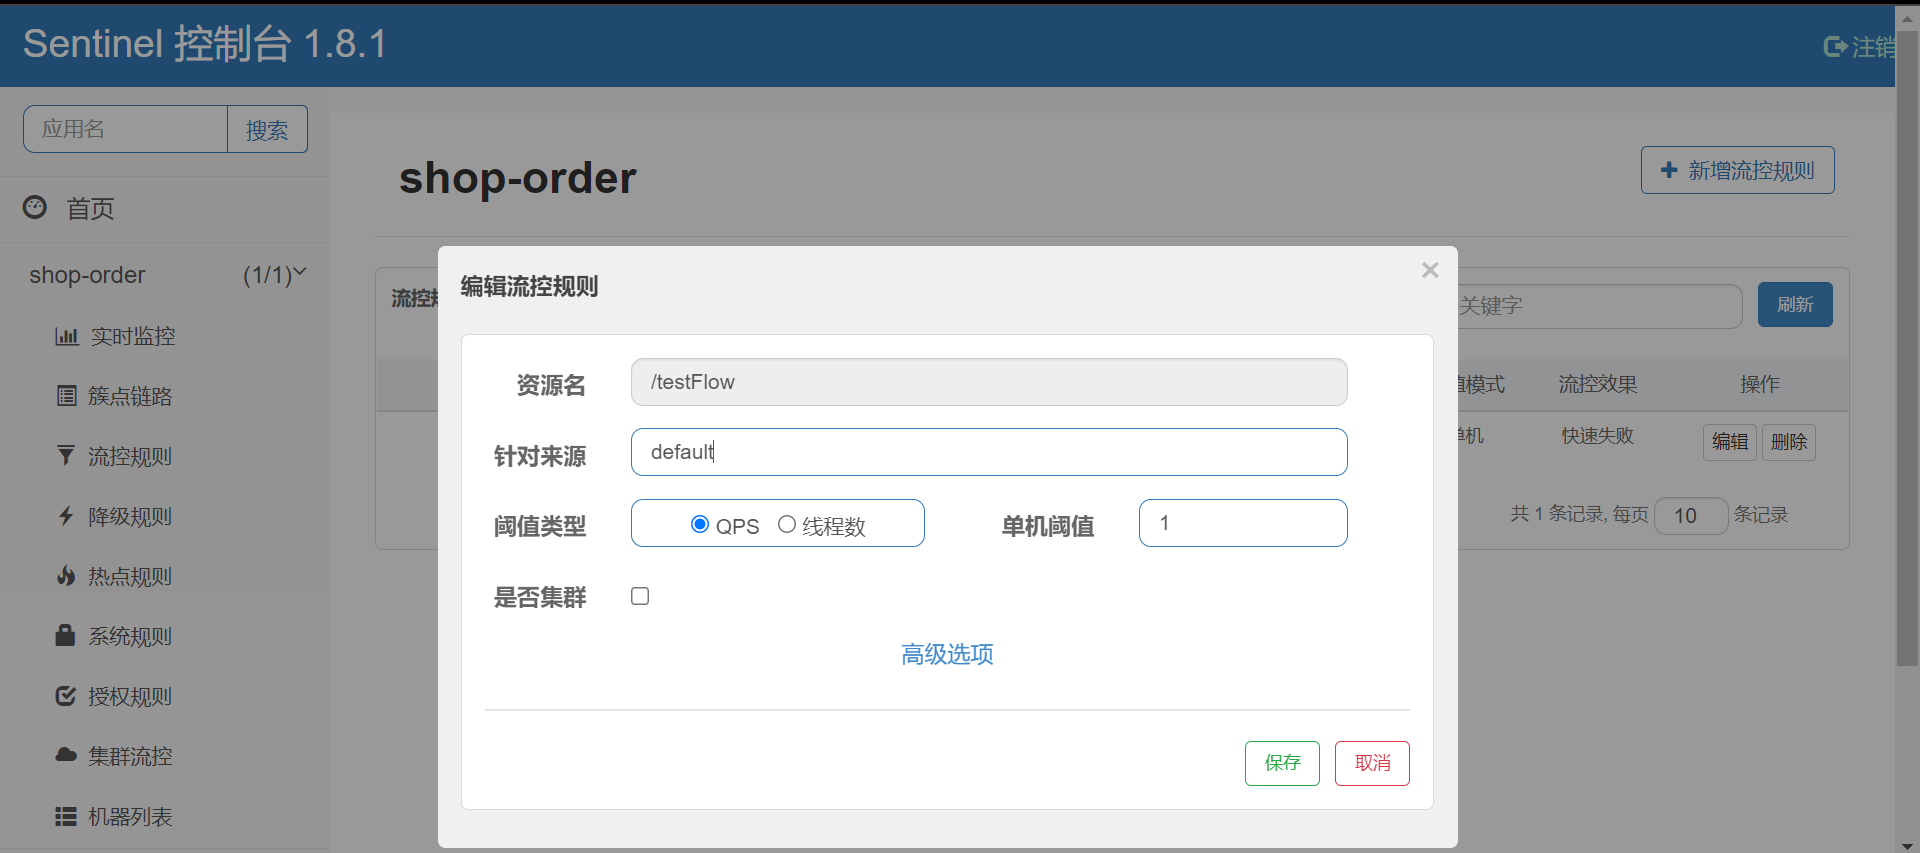 Sentinel 控制台 1.8.1
注销
应用名
搜索
首页
shop-order (1/1)
实时监控
簇点链路
流控规则
降级规则
热点规则
系统规则
授权规则
集群流控
机器列表
shop-order
新增流控规则
流控
关键字
刷新
值模式 流控效果 操作
单机 快速失败 编辑 删除
共 1 条记录, 每页 10 条记录
编辑流控规则
资源名 /testFlow
针对来源 default
阈值类型 QPS 线程数 单机阈值 1
是否集群
高级选项
保存 取消